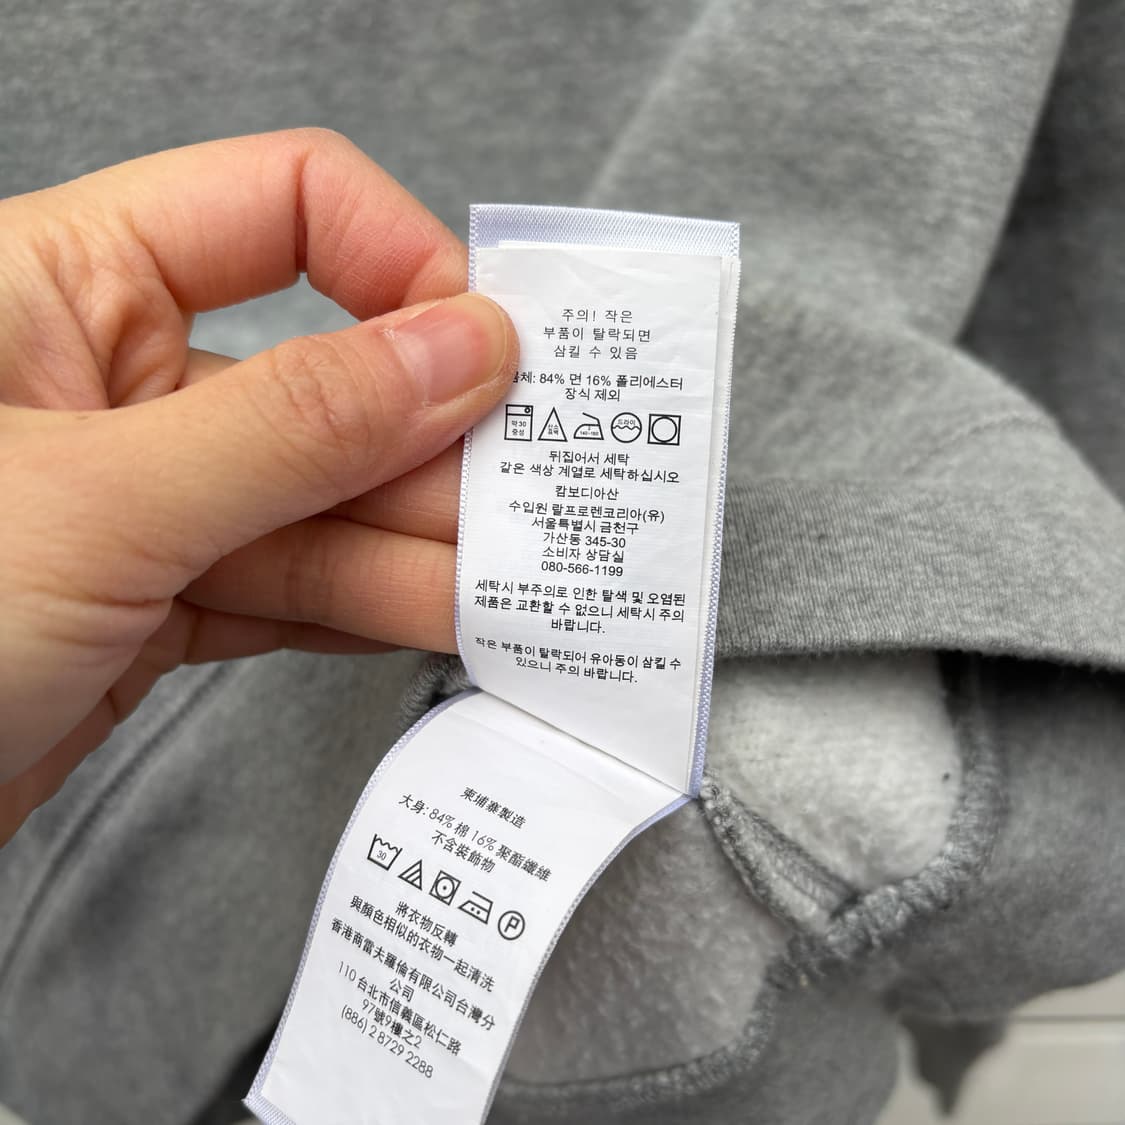 주의! 작은
부품이 탈락되면
삼킬 수 있음
체: 84% 면 16% 폴리에스터
장식 제외
약 30
중성
산소
표백
140~160
드라이
뒤집어서 세탁
같은 색상 계열로 세탁하십시오
캄보디아산
수입원 랄프로렌코리아(유)
서울특별시 금천구
가산동 345-30
소비자 상담실
080-566-1199
세탁시 부주의로 인한 탈색 및 오염된
제품은 교환할 수 없으니 세탁시 주의
바랍니다.
작은 부품이 탈락되어 유아동이 삼킬 수
있으니 주의 바랍니다.
柬埔寨製造
大身: 84% 棉 16% 聚酯纖維
不含裝飾物
30
P
將衣物反轉
與顏色相似的衣物一起清洗
香港商雷夫羅倫有限公司台灣分
公司
110 台北市信義區松仁路
97號9樓之2
(886) 2 8729 2288